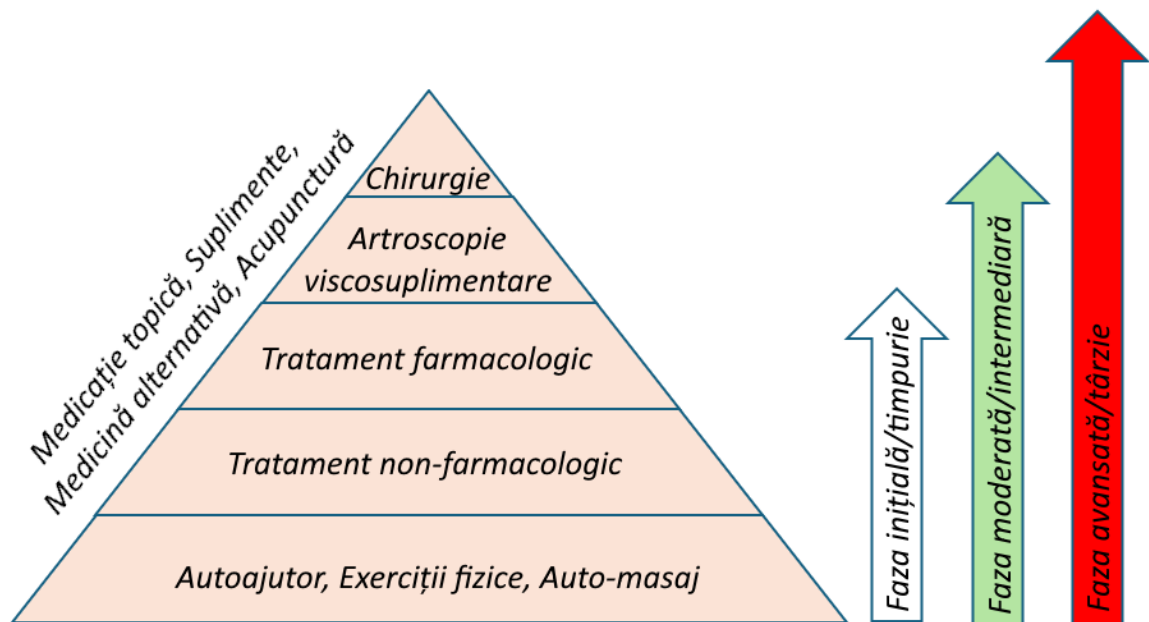 Medicație topică, Suplimente,
Medicină alternativă, Acupunctură
Chirurgie
Artroscopie
viscosuplimentare
Tratament farmacologic
Tratament non-farmacologic
Autoajutor, Exerciții fizice, Auto-masaj
Faza inițială/timpurie
Faza moderată/intermediară
Faza avansată/târzie